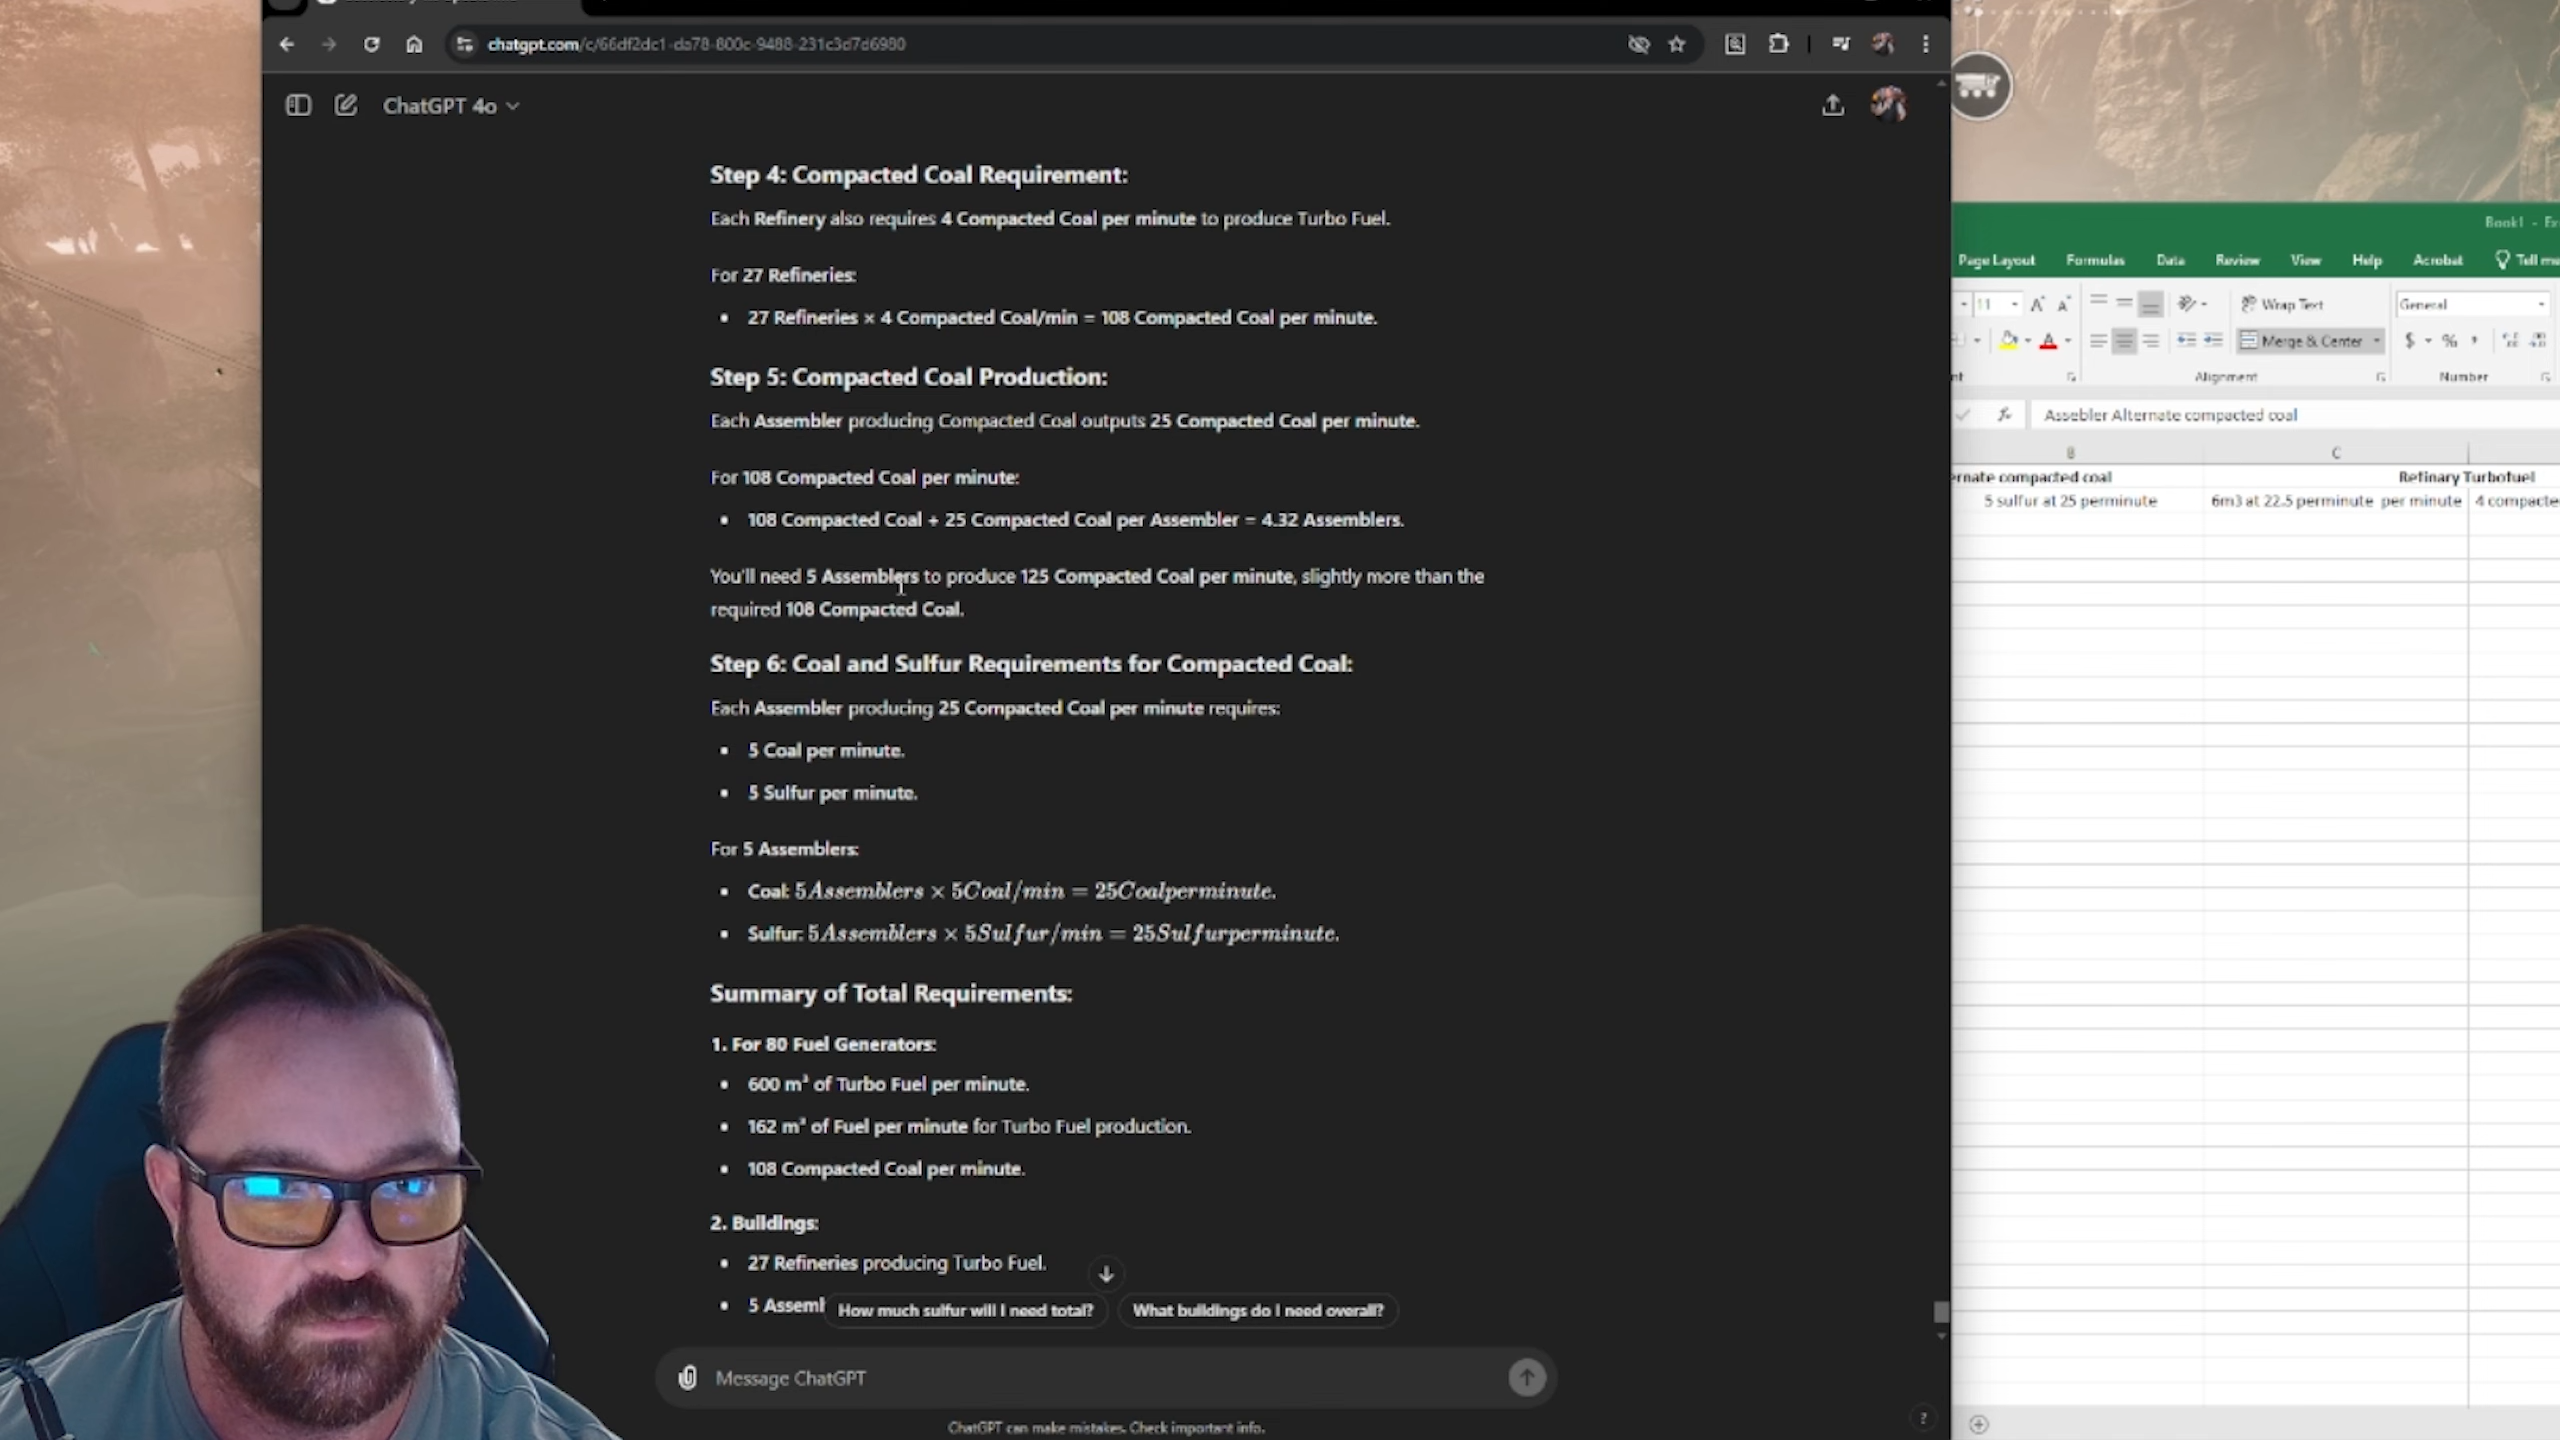 chatgpt.com/c/66df2dc1-da78-800c-9488-231c3d7d6980
ChatGPT 4o
Step 4: Compacted Coal Requirement:
Each Refinery also requires 4 Compacted Coal per minute to produce Turbo Fuel.
For 27 Refineries:
• 27 Refineries × 4 Compacted Coal/min = 108 Compacted Coal per minute.
Step 5: Compacted Coal Production:
Each Assembler producing Compacted Coal outputs 25 Compacted Coal per minute.
For 108 Compacted Coal per minute:
• 108 Compacted Coal ÷ 25 Compacted Coal per Assembler = 4.32 Assemblers.
You'll need 5 Assemblers to produce 125 Compacted Coal per minute, slightly more than the
required 108 Compacted Coal.
Step 6: Coal and Sulfur Requirements for Compacted Coal:
Each Assembler producing 25 Compacted Coal per minute requires:
• 5 Coal per minute.
• 5 Sulfur per minute.
For 5 Assemblers:
• Coal: 5Assemblers × 5Coal/min = 25Coalperminute.
• Sulfur: 5Assemblers × 5Sulfur/min = 25Sulfurperminute.
Summary of Total Requirements:
1. For 80 Fuel Generators:
• 600 m³ of Turbo Fuel per minute.
• 162 m³ of Fuel per minute for Turbo Fuel production.
• 108 Compacted Coal per minute.
2. Buildings:
• 27 Refineries producing Turbo Fuel.
• 5 Assembl
How much sulfur will I need total? What buildings do I need overall?
Message ChatGPT
ChatGPT can make mistakes. Check important info.
?
Book1 - Ex
Page Layout Formulas Data Review View Help Acrobat Tell me
11 A A Wrap Text General
A Merge & Center $ % ,
nt Alignment Number
fx Assebler Alternate compacted coal
B C
ernate compacted coal Refinary Turbofuel
5 sulfur at 25 perminute 6m3 at 22.5 perminute per minute 4 compacte